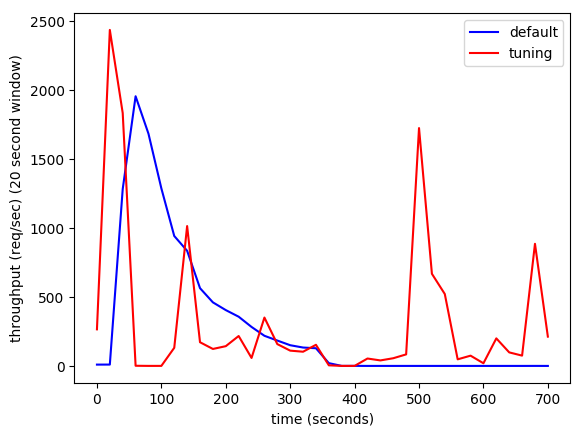 throughput (req/sec) (20 second window)
2500
2000
1500
1000
500
0
default
tuning
0 100 200 300 400 500 600 700
time (seconds)